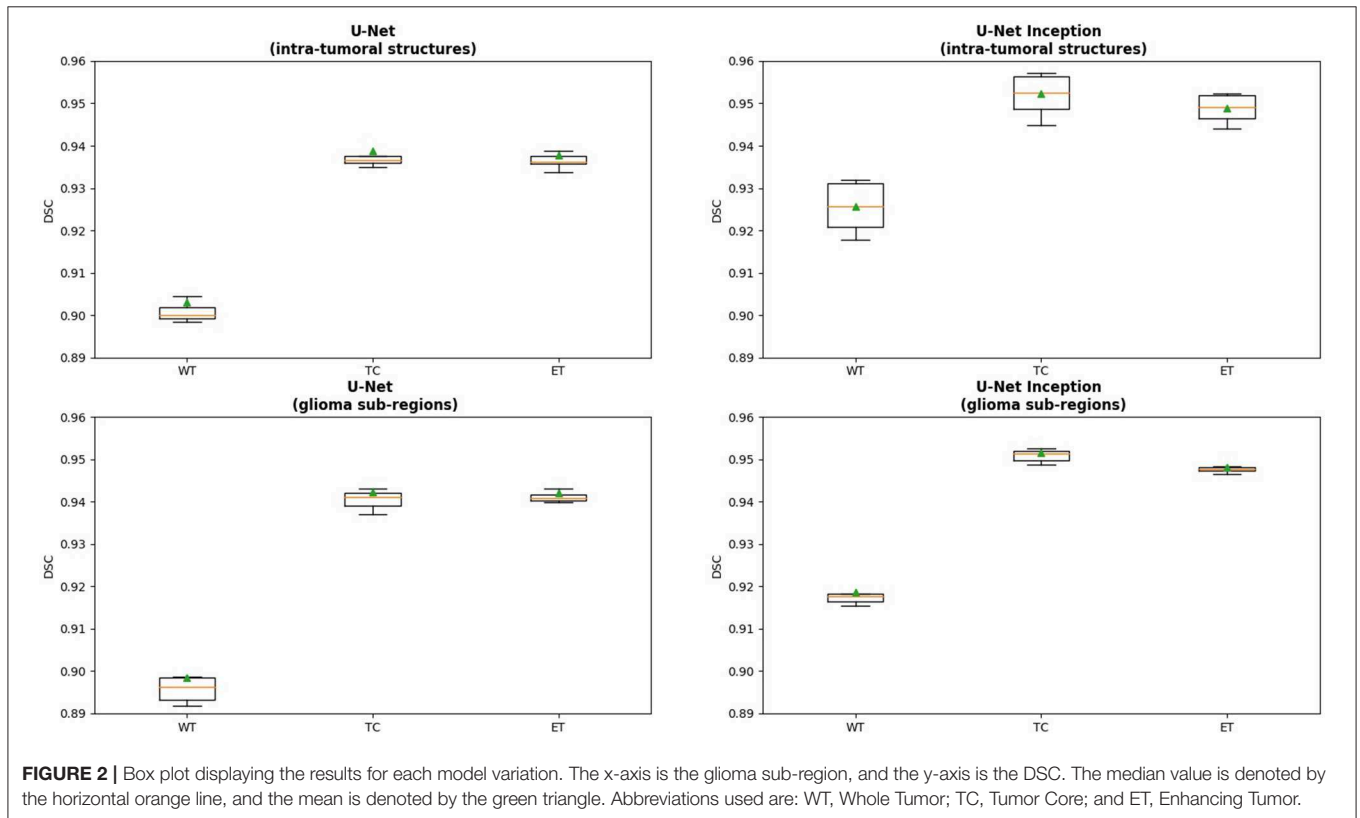 U-Net
(intra-tumoral structures)
0.96
0.95
0.94
0.93
0.92
0.91
0.90
0.89
DSC
WT TC ET
U-Net Inception
(intra-tumoral structures)
0.96
0.95
0.94
0.93
0.92
0.91
0.90
0.89
DSC
WT TC ET
U-Net
(glioma sub-regions)
0.96
0.95
0.94
0.93
0.92
0.91
0.90
0.89
DSC
WT TC ET
U-Net Inception
(glioma sub-regions)
0.96
0.95
0.94
0.93
0.92
0.91
0.90
0.89
DSC
WT TC ET
FIGURE 2 | Box plot displaying the results for each model variation. The x-axis is the glioma sub-region, and the y-axis is the DSC. The median value is denoted by
the horizontal orange line, and the mean is denoted by the green triangle. Abbreviations used are: WT, Whole Tumor; TC, Tumor Core; and ET, Enhancing Tumor.